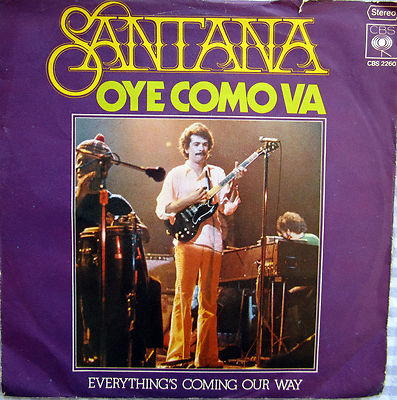 SANTANA
Stereo
CBS
CBS 2260
OYE COMO VA
EVERYTHING'S COMING OUR WAY